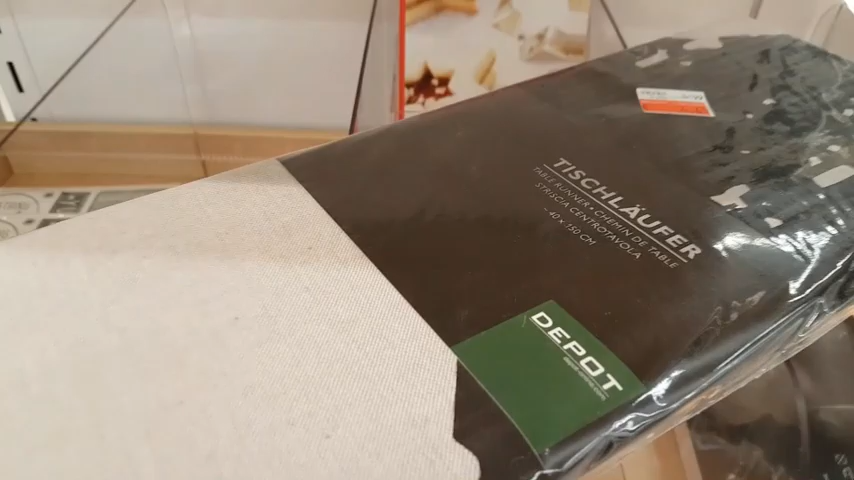 TISCHLÄUFER
TABLE RUNNER • CHEMIN DE TABLE
STRISCIA CENTROTAVOLA
- 40 x 150 CM
DEPOT